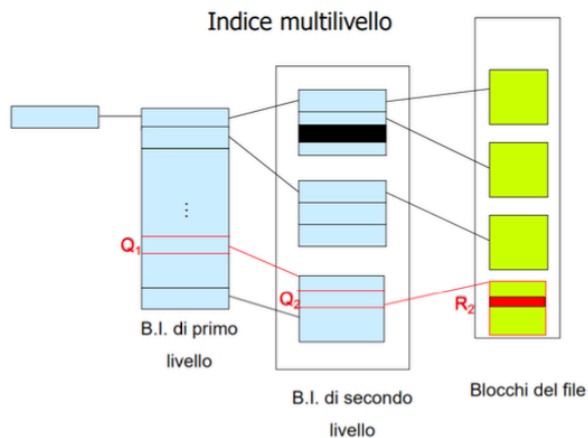 Indice multilivello
⋮
Q1
Q2
R2
B.I. di primo
livello
B.I. di secondo
livello
Blocchi del file